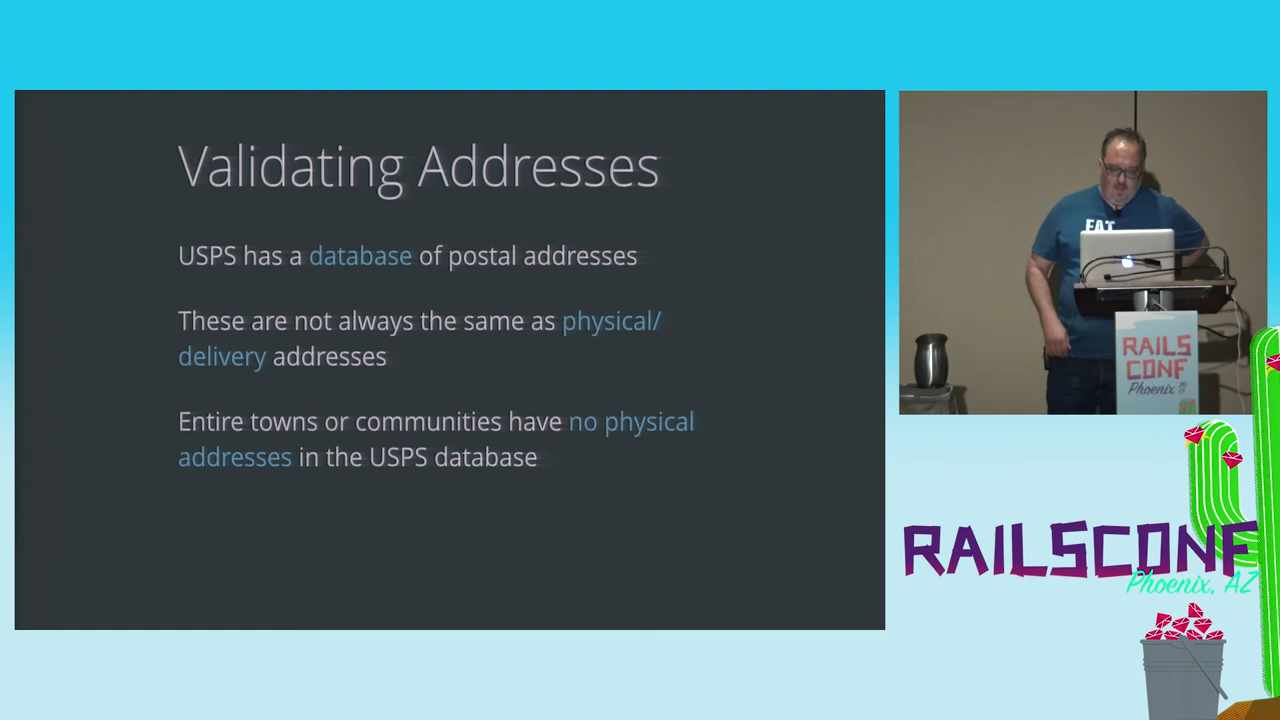 Validating Addresses
USPS has a database of postal addresses
These are not always the same as physical/
delivery addresses
Entire towns or communities have no physical
addresses in the USPS database
EAT
RAILS
CONF
Phoenix
RAILSCONF
Phoenix, AZ